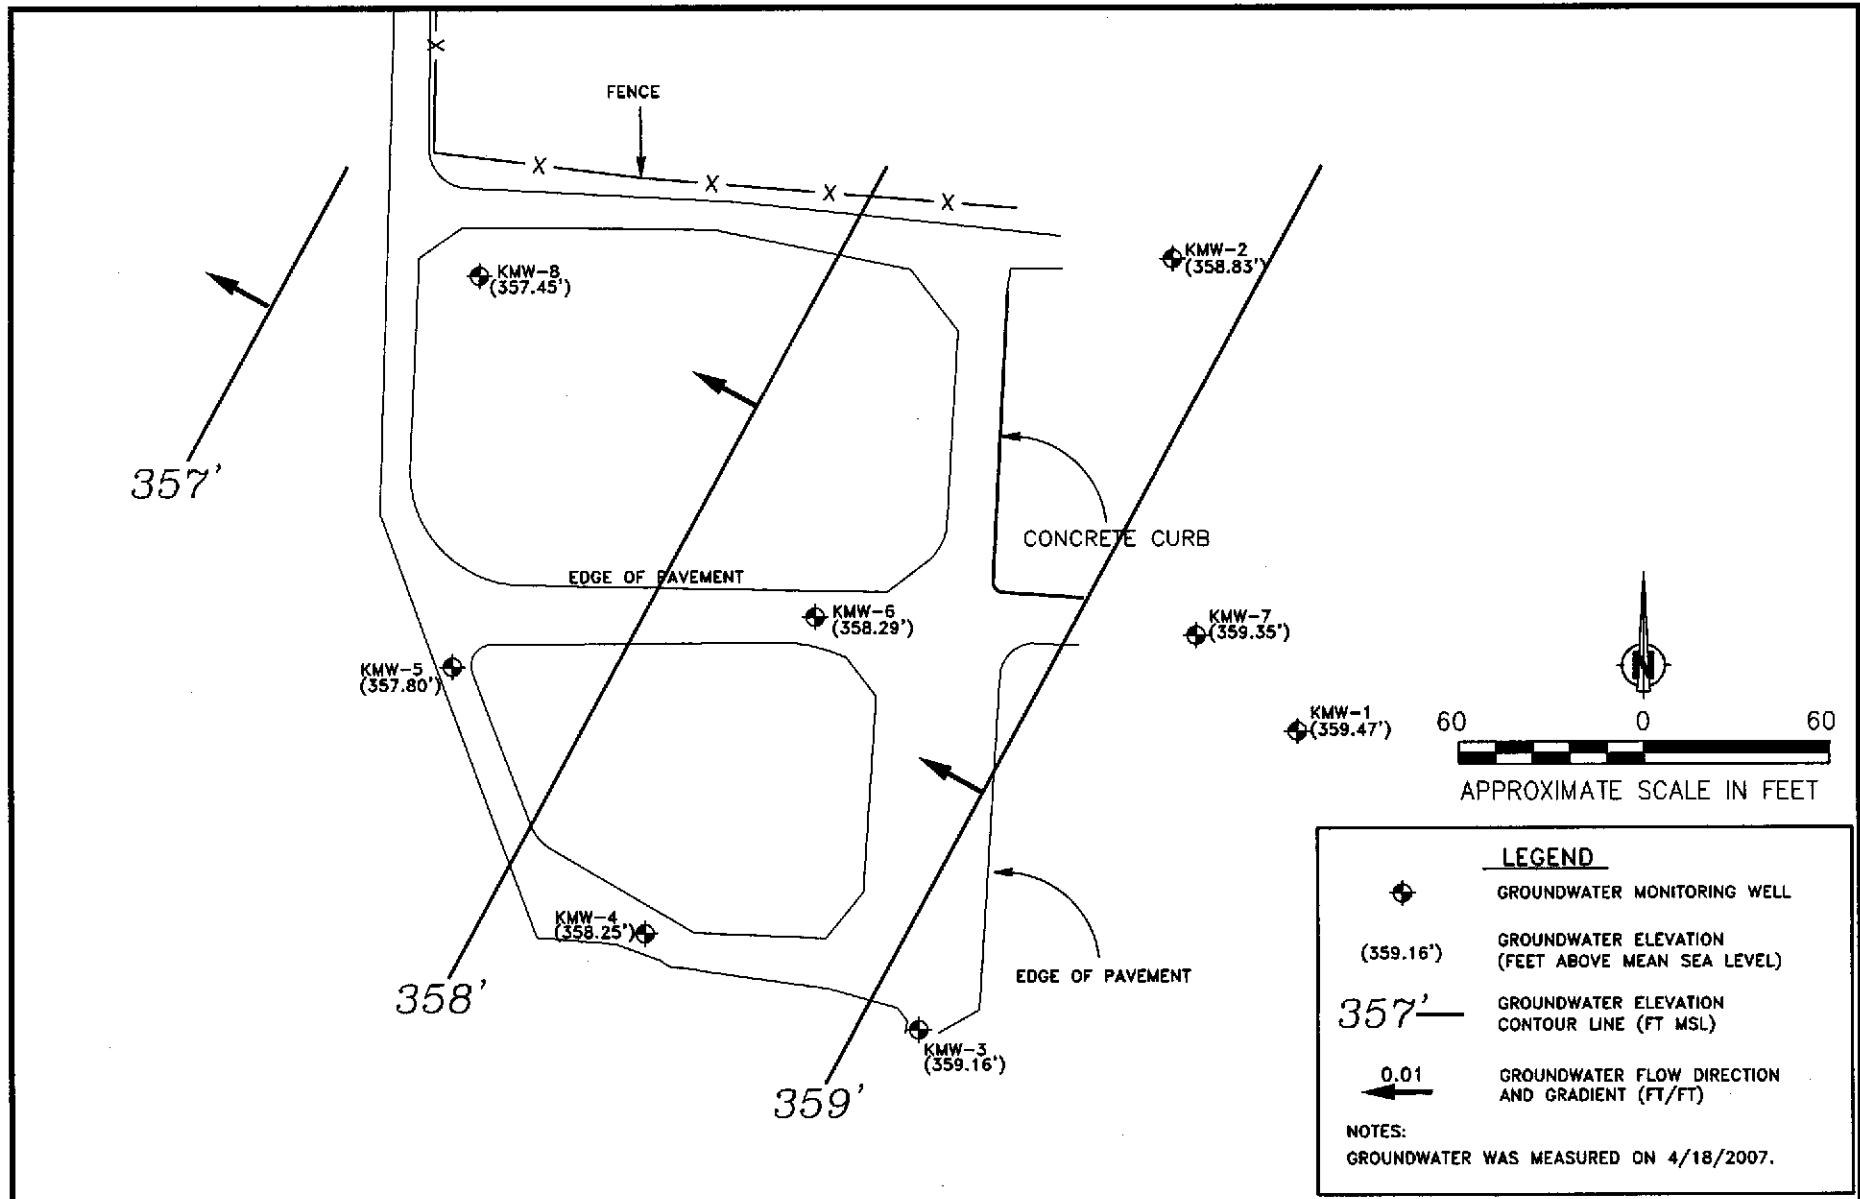 X
FENCE
X
X
X
X
KMW-2
(358.83')
KMW-8
(357.45')
357'
CONCRETE CURB
EDGE OF PAVEMENT
KMW-6
(358.29')
KMW-7
(359.35')
KMW-5
(357.80')
N
KMW-1
(359.47')
60 0 60
APPROXIMATE SCALE IN FEET
KMW-4
(358.25')
EDGE OF PAVEMENT
358'
KMW-3
(359.16')
359'
LEGEND
GROUNDWATER MONITORING WELL
(359.16') GROUNDWATER ELEVATION
(FEET ABOVE MEAN SEA LEVEL)
357' GROUNDWATER ELEVATION
CONTOUR LINE (FT MSL)
0.01 GROUNDWATER FLOW DIRECTION
AND GRADIENT (FT/FT)
NOTES:
GROUNDWATER WAS MEASURED ON 4/18/2007.